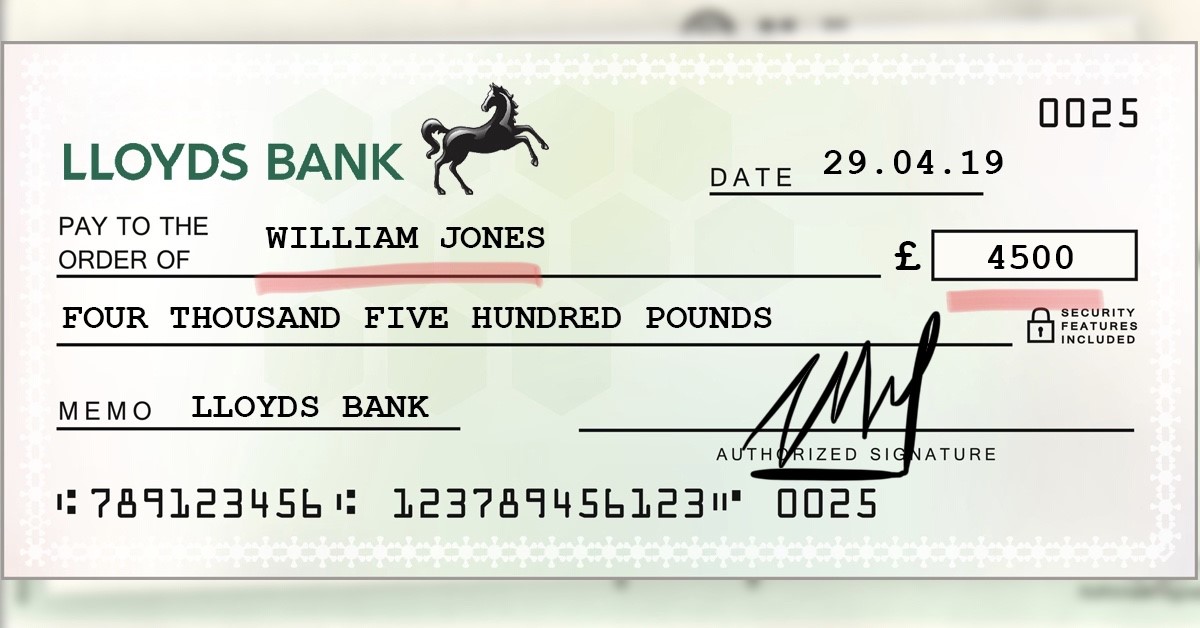 0025
LLOYDS BANK
DATE 29.04.19
PAY TO THE
ORDER OF WILLIAM JONES £ 4500
FOUR THOUSAND FIVE HUNDRED POUNDS
SECURITY
FEATURES
INCLUDED
MEMO LLOYDS BANK
AUTHORIZED SIGNATURE
⑆789123456⑆ 123789456123⑈ 0025